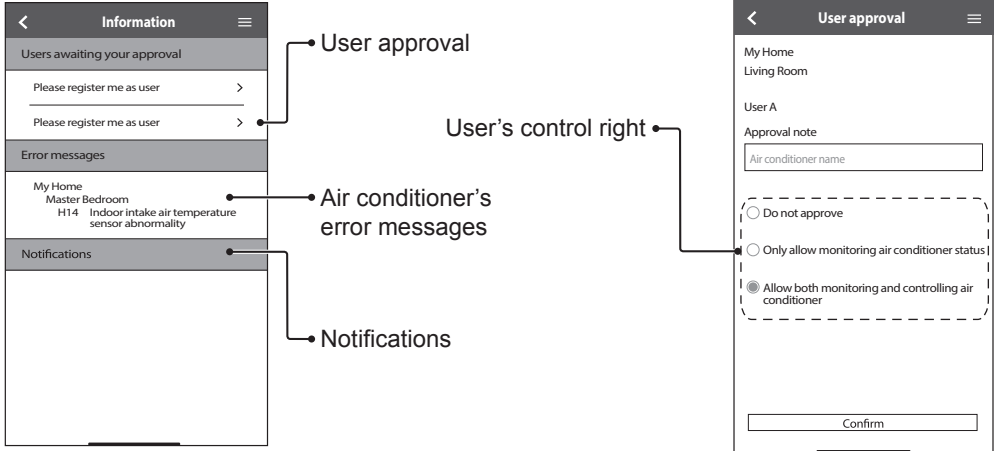 Information
Users awaiting your approval
Please register me as user
Please register me as user
Error messages
My Home
Master Bedroom
H14 Indoor intake air temperature
sensor abnormality
Notifications
User approval
Air conditioner's
error messages
Notifications
User's control right
User approval
My Home
Living Room
User A
Approval note
Air conditioner name
Do not approve
Only allow monitoring air conditioner status
Allow both monitoring and controlling air
conditioner
Confirm